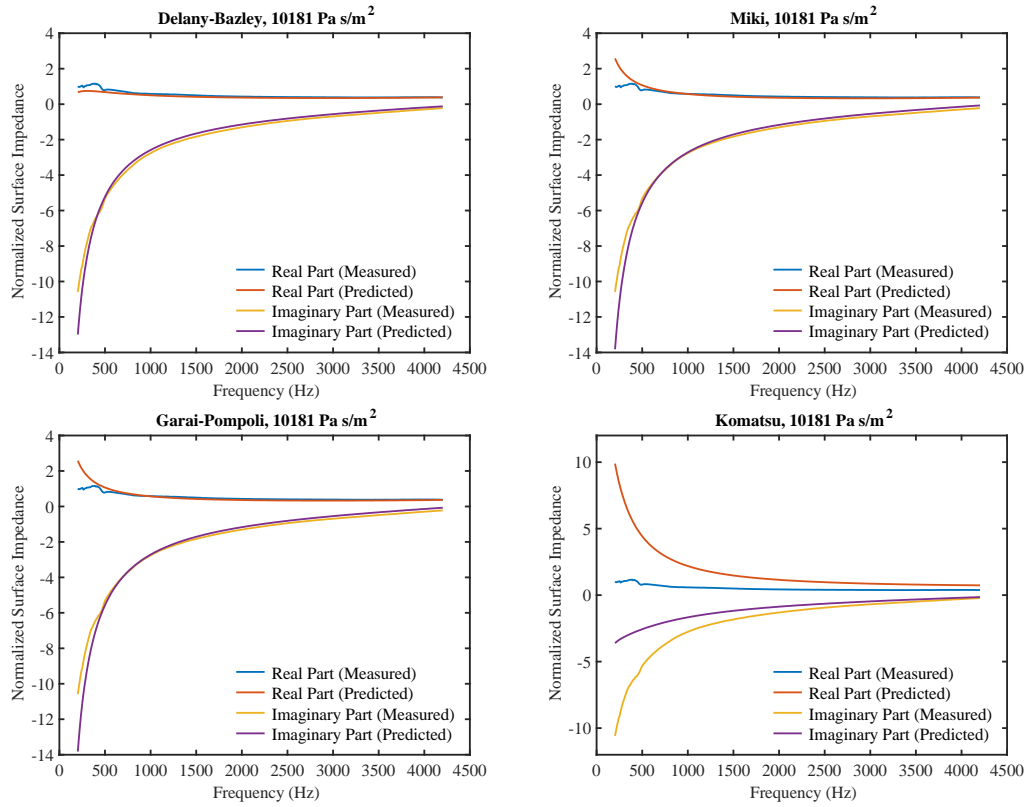 Delany-Bazley, 10181 Pa s/m²
Normalized Surface Impedance
4
2
0
-2
-4
-6
-8
-10
-12
-14
Real Part (Measured)
Real Part (Predicted)
Imaginary Part (Measured)
Imaginary Part (Predicted)
0 500 1000 1500 2000 2500 3000 3500 4000 4500
Frequency (Hz)
Miki, 10181 Pa s/m²
Normalized Surface Impedance
4
2
0
-2
-4
-6
-8
-10
-12
-14
Real Part (Measured)
Real Part (Predicted)
Imaginary Part (Measured)
Imaginary Part (Predicted)
0 500 1000 1500 2000 2500 3000 3500 4000 4500
Frequency (Hz)
Garai-Pompoli, 10181 Pa s/m²
Normalized Surface Impedance
4
2
0
-2
-4
-6
-8
-10
-12
-14
Real Part (Measured)
Real Part (Predicted)
Imaginary Part (Measured)
Imaginary Part (Predicted)
0 500 1000 1500 2000 2500 3000 3500 4000 4500
Frequency (Hz)
Komatsu, 10181 Pa s/m²
Normalized Surface Impedance
10
5
0
-5
-10
Real Part (Measured)
Real Part (Predicted)
Imaginary Part (Measured)
Imaginary Part (Predicted)
0 500 1000 1500 2000 2500 3000 3500 4000 4500
Frequency (Hz)